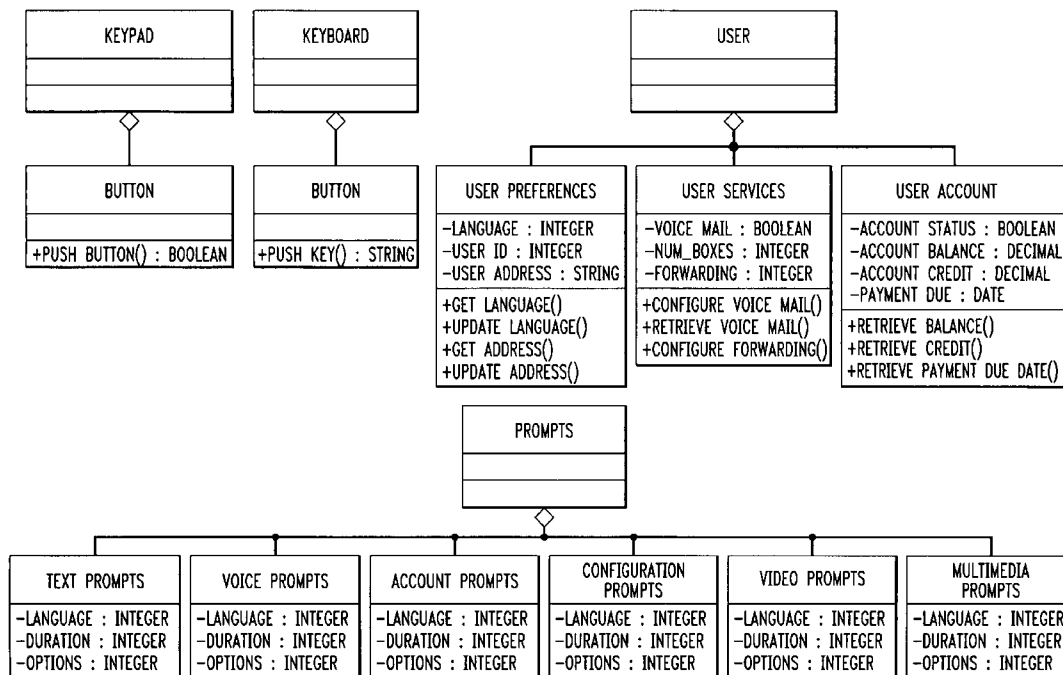 KEYPAD
KEYBOARD
USER
BUTTON
+PUSH BUTTON() : BOOLEAN
BUTTON
+PUSH KEY() : STRING
USER PREFERENCES
-LANGUAGE : INTEGER
-USER ID : INTEGER
-USER ADDRESS : STRING
+GET LANGUAGE()
+UPDATE LANGUAGE()
+GET ADDRESS()
+UPDATE ADDRESS()
USER SERVICES
-VOICE MAIL : BOOLEAN
-NUM_BOXES : INTEGER
-FORWARDING : INTEGER
+CONFIGURE VOICE MAIL()
+RETRIEVE VOICE MAIL()
+CONFIGURE FORWARDING()
USER ACCOUNT
-ACCOUNT STATUS : BOOLEAN
-ACCOUNT BALANCE : DECIMAL
-ACCOUNT CREDIT : DECIMAL
-PAYMENT DUE : DATE
+RETRIEVE BALANCE()
+RETRIEVE CREDIT()
+RETRIEVE PAYMENT DUE DATE()
PROMPTS
TEXT PROMPTS
-LANGUAGE : INTEGER
-DURATION : INTEGER
-OPTIONS : INTEGER
VOICE PROMPTS
-LANGUAGE : INTEGER
-DURATION : INTEGER
-OPTIONS : INTEGER
ACCOUNT PROMPTS
-LANGUAGE : INTEGER
-DURATION : INTEGER
-OPTIONS : INTEGER
CONFIGURATION
PROMPTS
-LANGUAGE : INTEGER
-DURATION : INTEGER
-OPTIONS : INTEGER
VIDEO PROMPTS
-LANGUAGE : INTEGER
-DURATION : INTEGER
-OPTIONS : INTEGER
MULTIMEDIA
PROMPTS
-LANGUAGE : INTEGER
-DURATION : INTEGER
-OPTIONS : INTEGER